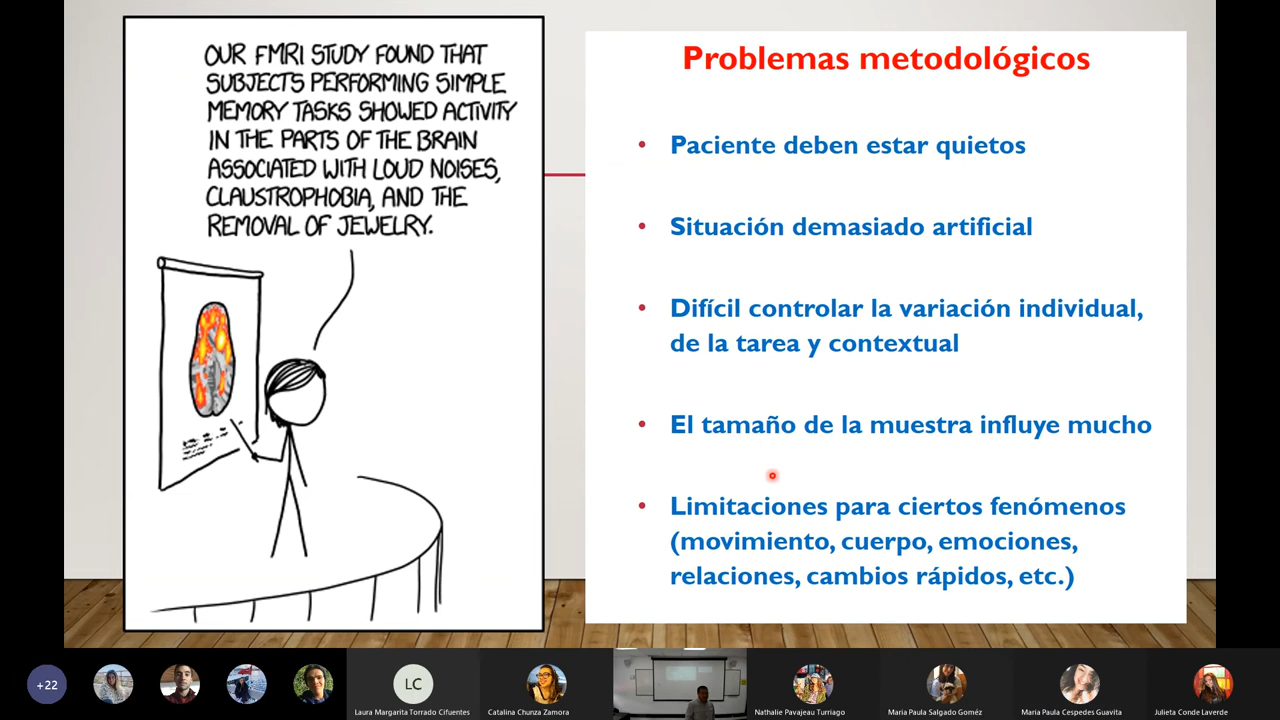 OUR FMRI STUDY FOUND THAT
SUBJECTS PERFORMING SIMPLE
MEMORY TASKS SHOWED ACTIVITY
IN THE PARTS OF THE BRAIN
ASSOCIATED WITH LOUD NOISES,
CLAUSTROPHOBIA, AND THE
REMOVAL OF JEWELRY.
Problemas metodológicos
• Paciente deben estar quietos
• Situación demasiado artificial
• Difícil controlar la variación individual,
de la tarea y contextual
• El tamaño de la muestra influye mucho
• Limitaciones para ciertos fenómenos
(movimiento, cuerpo, emociones,
relaciones, cambios rápidos, etc.)
+22
LC
Laura Margarita Torrado Cifuentes
Catalina Chunza Zamora
Nathalie Pavajeau Turriago
Maria Paula Salgado Goméz
Maria Paula Cespedes Guavita
Julieta Conde Laverde